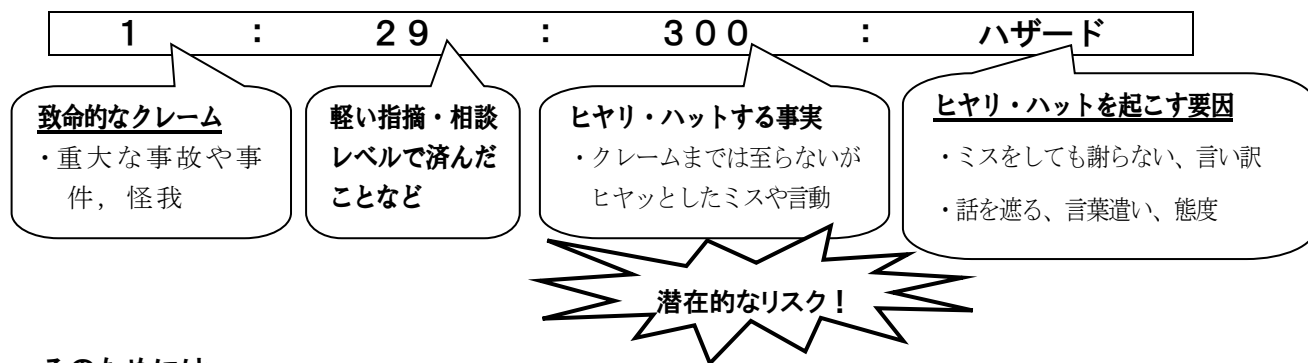 １ ： ２９ ： ３００ ： ハザード
致命的なクレーム
・重大な事故や事
件，怪我
軽い指摘・相談
レベルで済んだ
ことなど
ヒヤリ・ハットする事実
・クレームまでは至らないが
ヒヤッとしたミスや言動
ヒヤリ・ハットを起こす要因
・ミスをしても謝らない、言い訳
・話を遮る、言葉遣い、態度
潜在的なリスク！